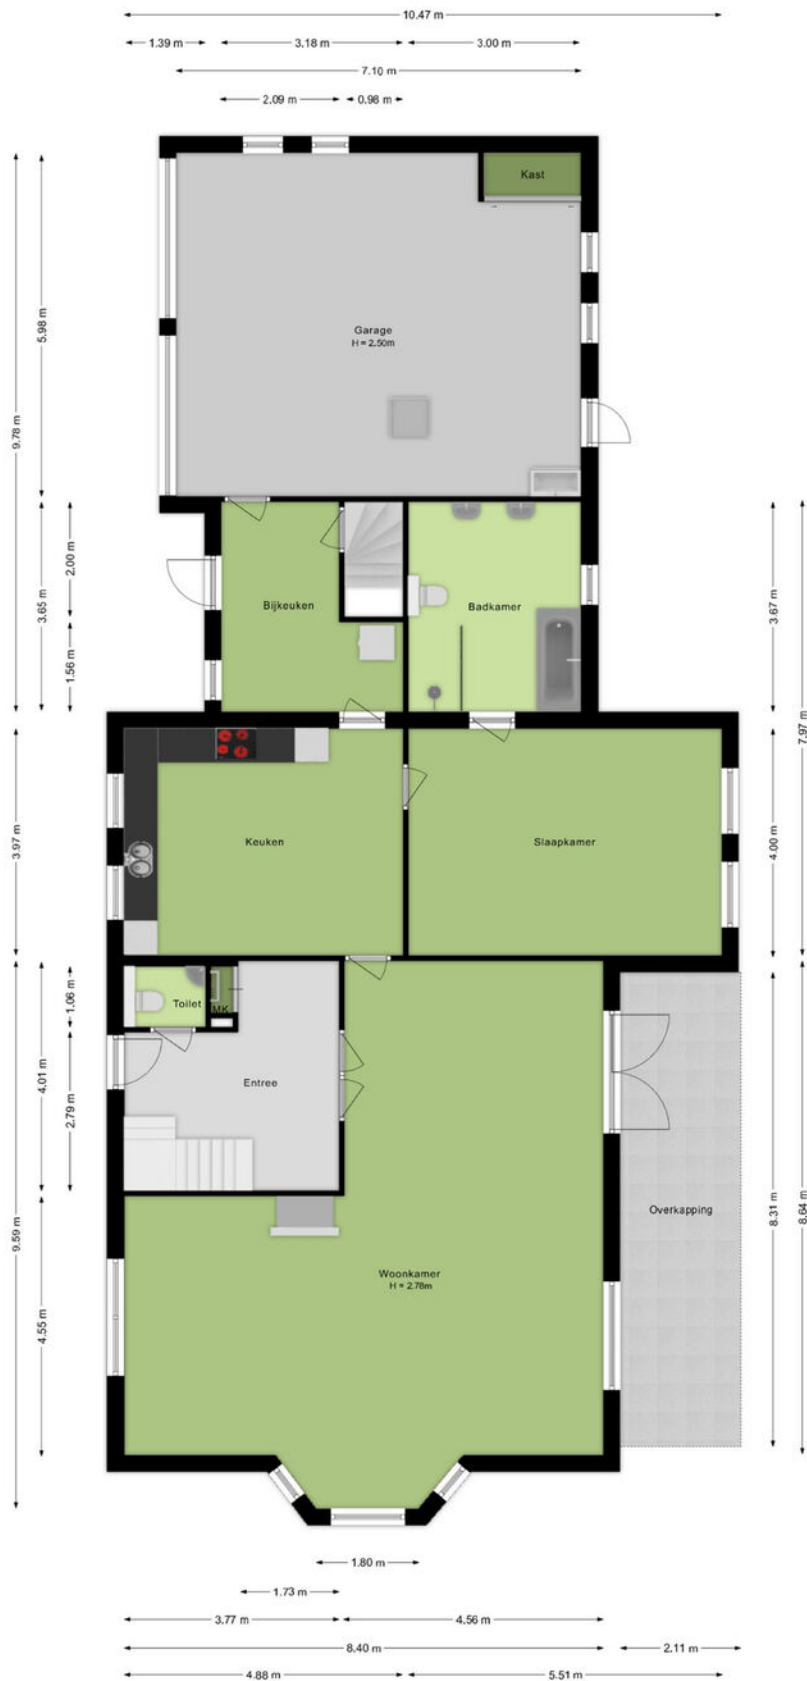 10.47 m
1.39 m
3.18 m
3.00 m
7.10 m
2.09 m
0.98 m
Kast
Garage
H = 2.50m
5.98 m
9.78 m
2.00 m
3.65 m
1.56 m
Bijkeuken
Badkamer
3.67 m
7.97 m
Keuken
Slaapkamer
3.97 m
4.00 m
Toilet
MK
1.06 m
Entree
4.01 m
2.79 m
9.59 m
4.55 m
Woonkamer
H = 2.78m
Overkapping
8.31 m
8.64 m
1.80 m
1.73 m
3.77 m
4.56 m
8.40 m
2.11 m
4.88 m
5.51 m